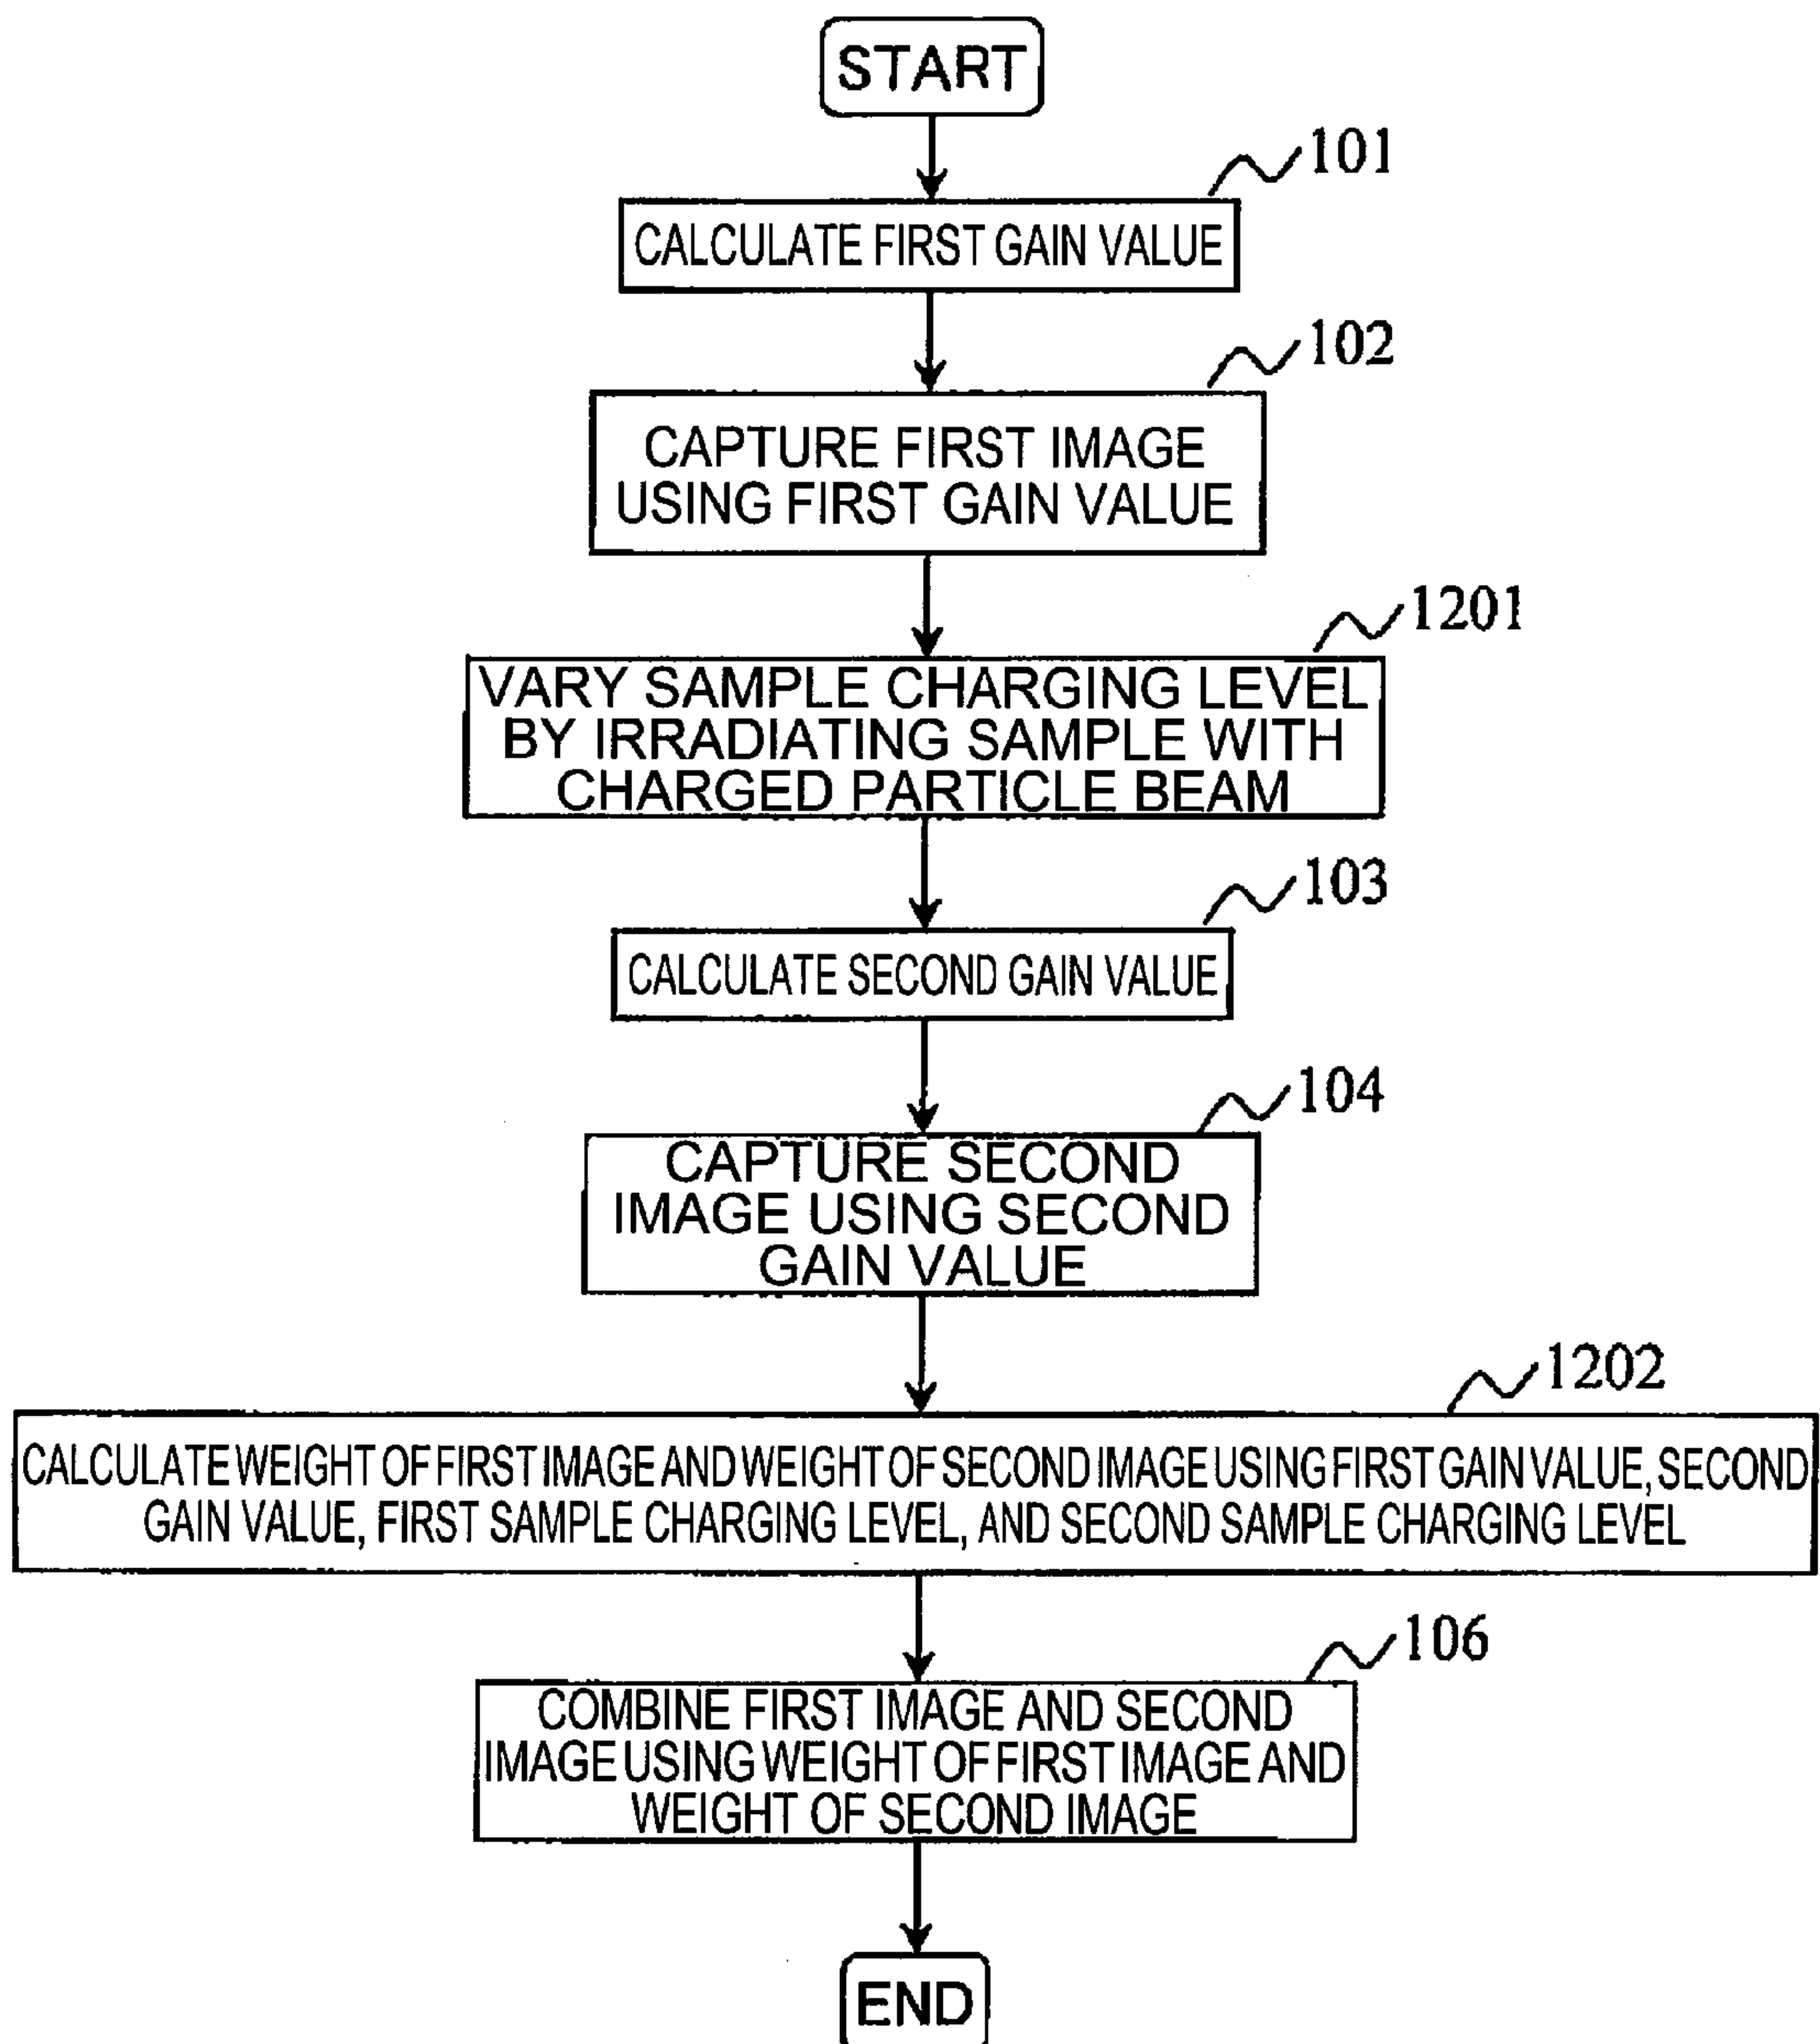 START
101
CALCULATE FIRST GAIN VALUE
102
CAPTURE FIRST IMAGE
USING FIRST GAIN VALUE
1201
VARY SAMPLE CHARGING LEVEL
BY IRRADIATING SAMPLE WITH
CHARGED PARTICLE BEAM
103
CALCULATE SECOND GAIN VALUE
104
CAPTURE SECOND
IMAGE USING SECOND
GAIN VALUE
1202
CALCULATE WEIGHT OF FIRST IMAGE AND WEIGHT OF SECOND IMAGE USING FIRST GAIN VALUE, SECOND
GAIN VALUE, FIRST SAMPLE CHARGING LEVEL, AND SECOND SAMPLE CHARGING LEVEL
106
COMBINE FIRST IMAGE AND SECOND
IMAGE USING WEIGHT OF FIRST IMAGE AND
WEIGHT OF SECOND IMAGE
END